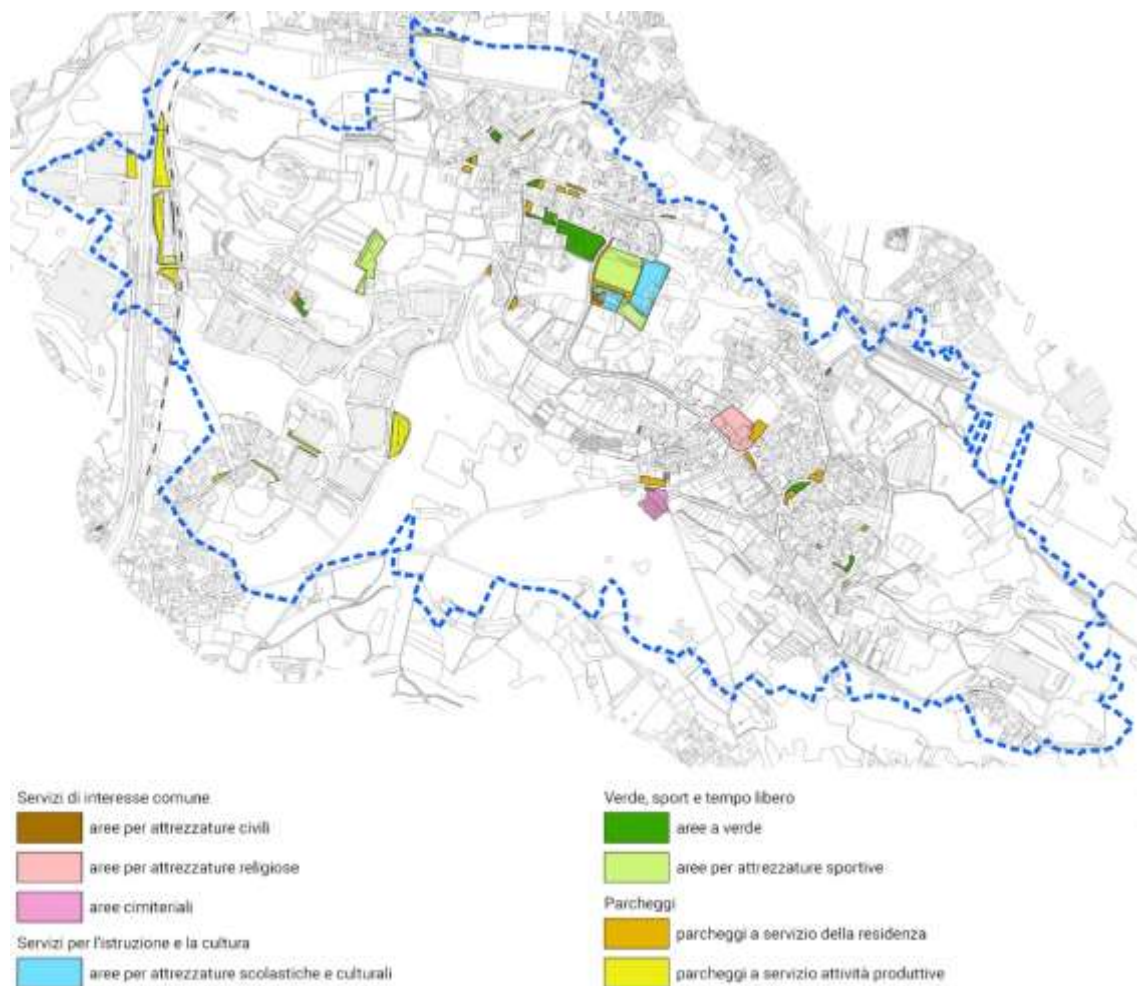 Servizi di interesse comune
aree per attrezzature civili
aree per attrezzature religiose
aree cimiteriali
Servizi per l'istruzione e la cultura
aree per attrezzature scolastiche e culturali
Verde, sport e tempo libero
aree a verde
aree per attrezzature sportive
Parcheggi
parcheggi a servizio della residenza
parcheggi a servizio attività produttive